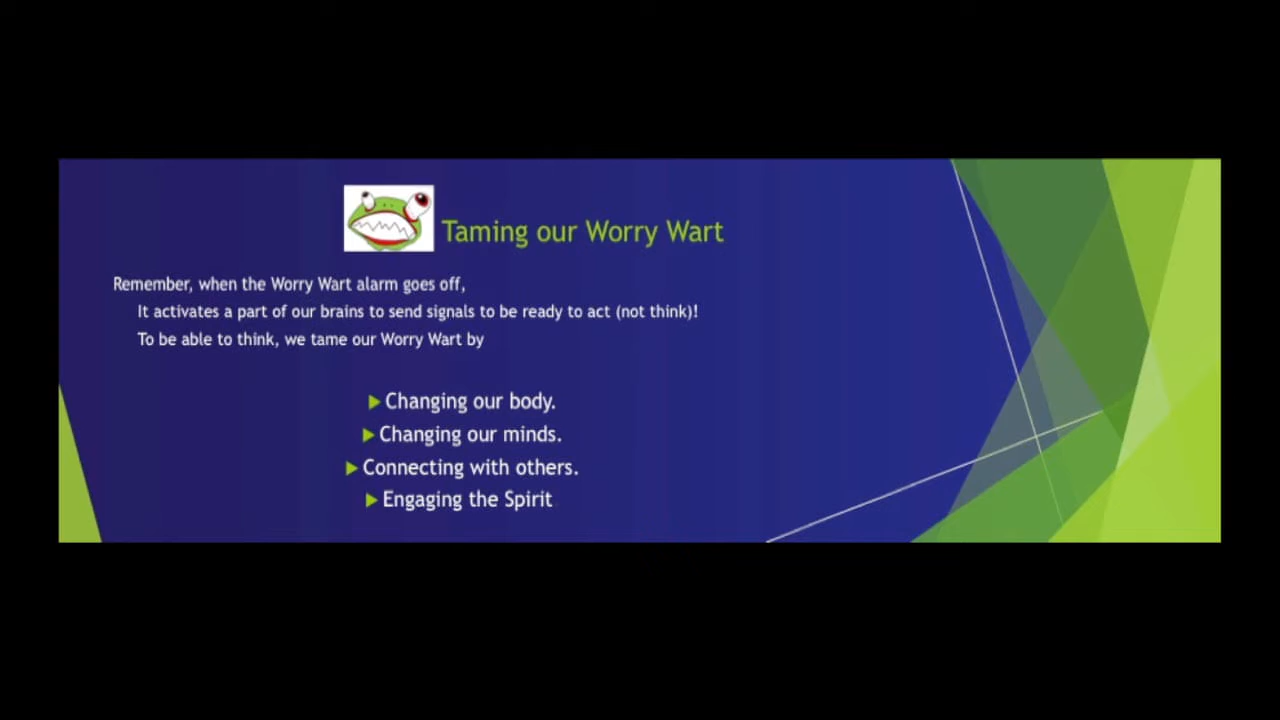 Taming our Worry Wart
Remember, when the Worry Wart alarm goes off,
It activates a part of our brains to send signals to be ready to act (not think)!
To be able to think, we tame our Worry Wart by
Changing our body.
Changing our minds.
Connecting with others.
Engaging the Spirit